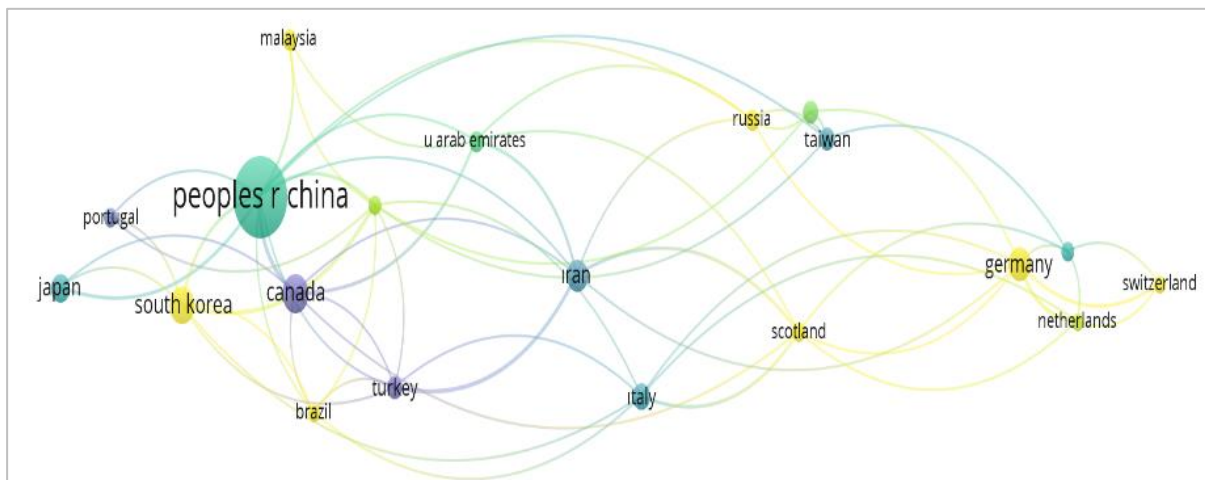 malaysia
russia
u arab emirates
taiwan
peoples r china
portugal
japan
south korea
canada
iran
germany
switzerland
netherlands
scotland
turkey
italy
brazil